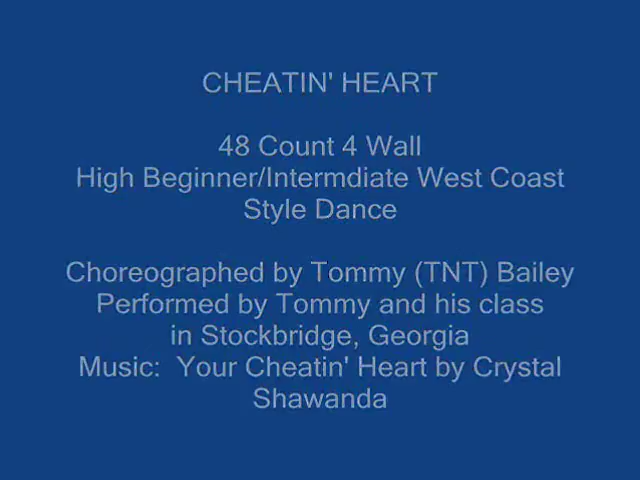 CHEATIN' HEART
48 Count 4 Wall
High Beginner/Intermdiate West Coast
Style Dance
Choreographed by Tommy (TNT) Bailey
Performed by Tommy and his class
in Stockbridge, Georgia
Music:  Your Cheatin' Heart by Crystal
Shawanda